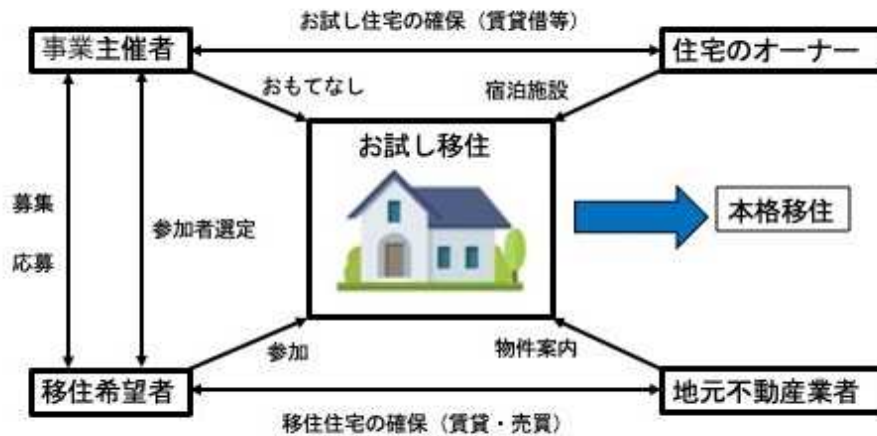 お試し住宅の確保（賃貸借等）
事業主催者
住宅のオーナー
おもてなし
宿泊施設
お試し移住
募集
応募
参加者選定
本格移住
参加
物件案内
移住希望者
地元不動産業者
移住住宅の確保（賃貸・売買）